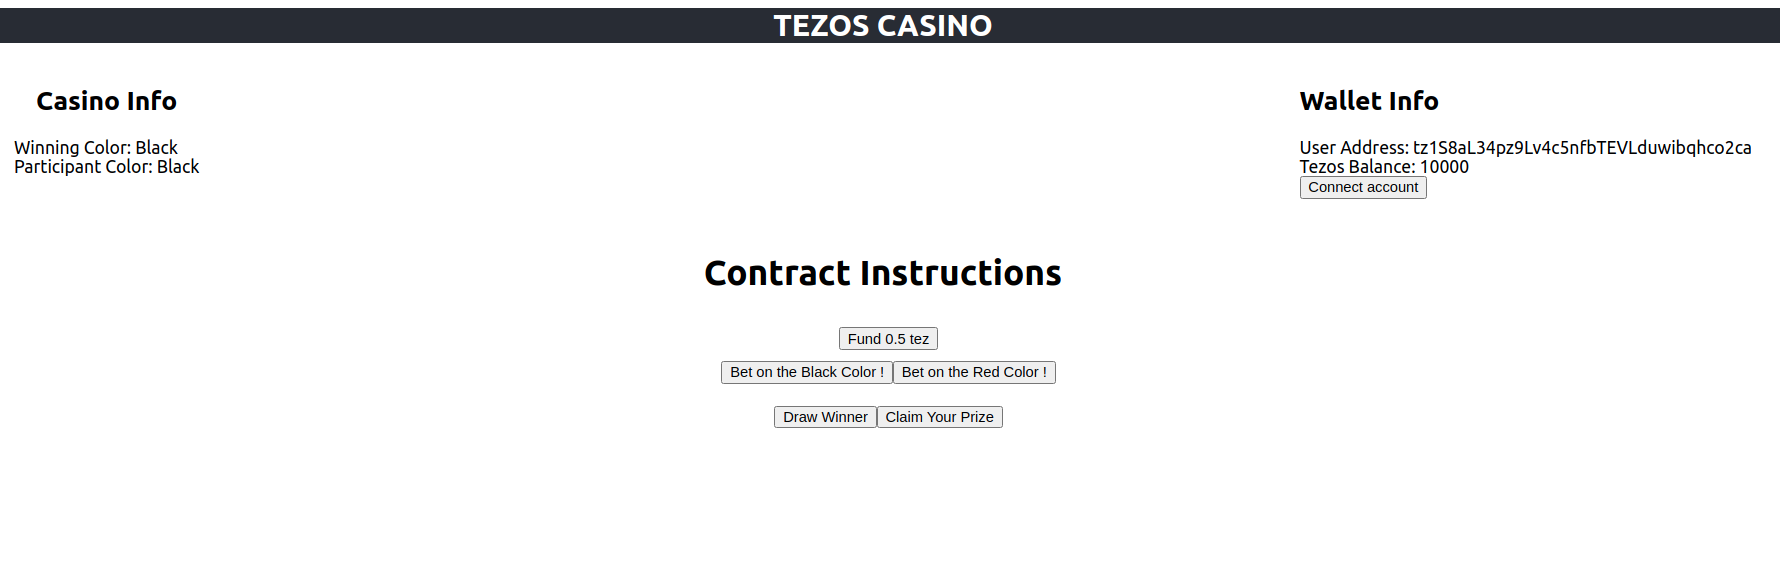 TEZOS CASINO
Casino Info
Winning Color: Black
Participant Color: Black
Wallet Info
User Address: tz1S8aL34pz9Lv4c5nfbTEVLduwibqhco2ca
Tezos Balance: 10000
Connect account
Contract Instructions
Fund 0.5 tez
Bet on the Black Color ! Bet on the Red Color !
Draw Winner Claim Your Prize